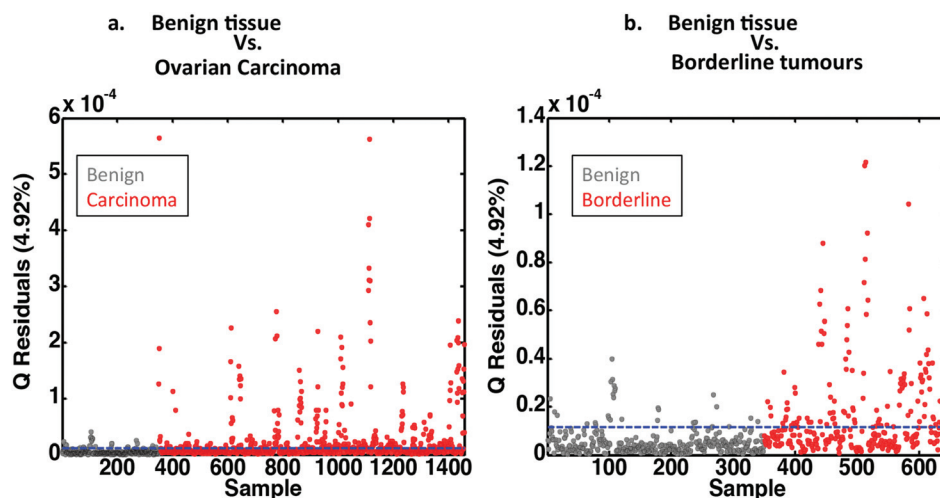 a. Benign tissue
Vs.
Ovarian Carcinoma
x 10-4
6
5
4
3
2
1
0
200 400 600 800 1000 1200 1400
Q Residuals (4.92%)
Sample
Benign
Carcinoma
b. Benign tissue
Vs.
Borderline tumours
x 10-4
1.4
1.2
1
0.8
0.6
0.4
0.2
0
100 200 300 400 500 600
Q Residuals (4.92%)
Sample
Benign
Borderline